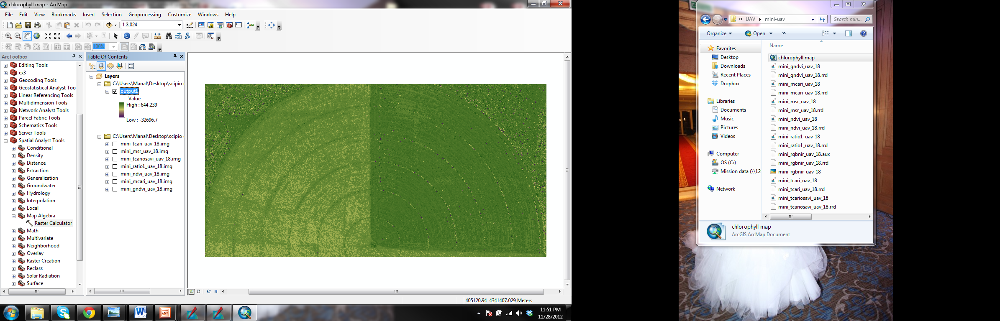 chlorophyll map - ArcMap
File Edit View Bookmarks Insert Selection Geoprocessing Customize Windows Help
1:3,024
100%
ArcToolbox
Editing Tools
ex3
Geocoding Tools
Geostatistical Analyst Too
Linear Referencing Tools
Multidimension Tools
Network Analyst Tools
Parcel Fabric Tools
Schematics Tools
Server Tools
Spatial Analyst Tools
Conditional
Density
Distance
Extraction
Generalization
Groundwater
Hydrology
Interpolation
Local
Map Algebra
Raster Calculator
Math
Multivariate
Neighborhood
Overlay
Raster Creation
Reclass
Solar Radiation
Surface
Table Of Contents
Layers
C:\Users\Manal\Desktop\scipio
output1
Value
High : 644.239
Low : -32696.7
C:\Users\Manal\Desktop\scipio
mini_tcari_uav_18.img
mini_msr_uav_18.img
mini_tcariosavi_uav_18.img
mini_ratio1_uav_18.img
mini_ndvi_uav_18.img
mini_mcari_uav_18.img
mini_gndvi_uav_18.img
405120.94 4341407.029 Meters
11:51 PM
11/28/2012
« UAV mini-uav
Search min...
Organize Open »
Favorites
Desktop
Downloads
Recent Places
Dropbox
Libraries
Documents
Music
Pictures
Videos
Computer
OS (C:)
Mission data (\\12
Network
Name
chlorophyll map
mini_gndvi_uav_18
mini_gndvi_uav_18.rrd
mini_mcari_uav_18
mini_mcari_uav_18.rrd
mini_msr_uav_18
mini_msr_uav_18.rrd
mini_ndvi_uav_18
mini_ndvi_uav_18.rrd
mini_ratio1_uav_18
mini_ratio1_uav_18.rrd
mini_rgbnir_uav_18.aux
mini_rgbnir_uav_18.rrd
mini_rgbnir_uav_18
mini_tcari_uav_18
mini_tcari_uav_18.rrd
mini_tcariosavi_uav_18
mini_tcariosavi_uav_18.rrd
chlorophyll map
ArcGIS ArcMap Document